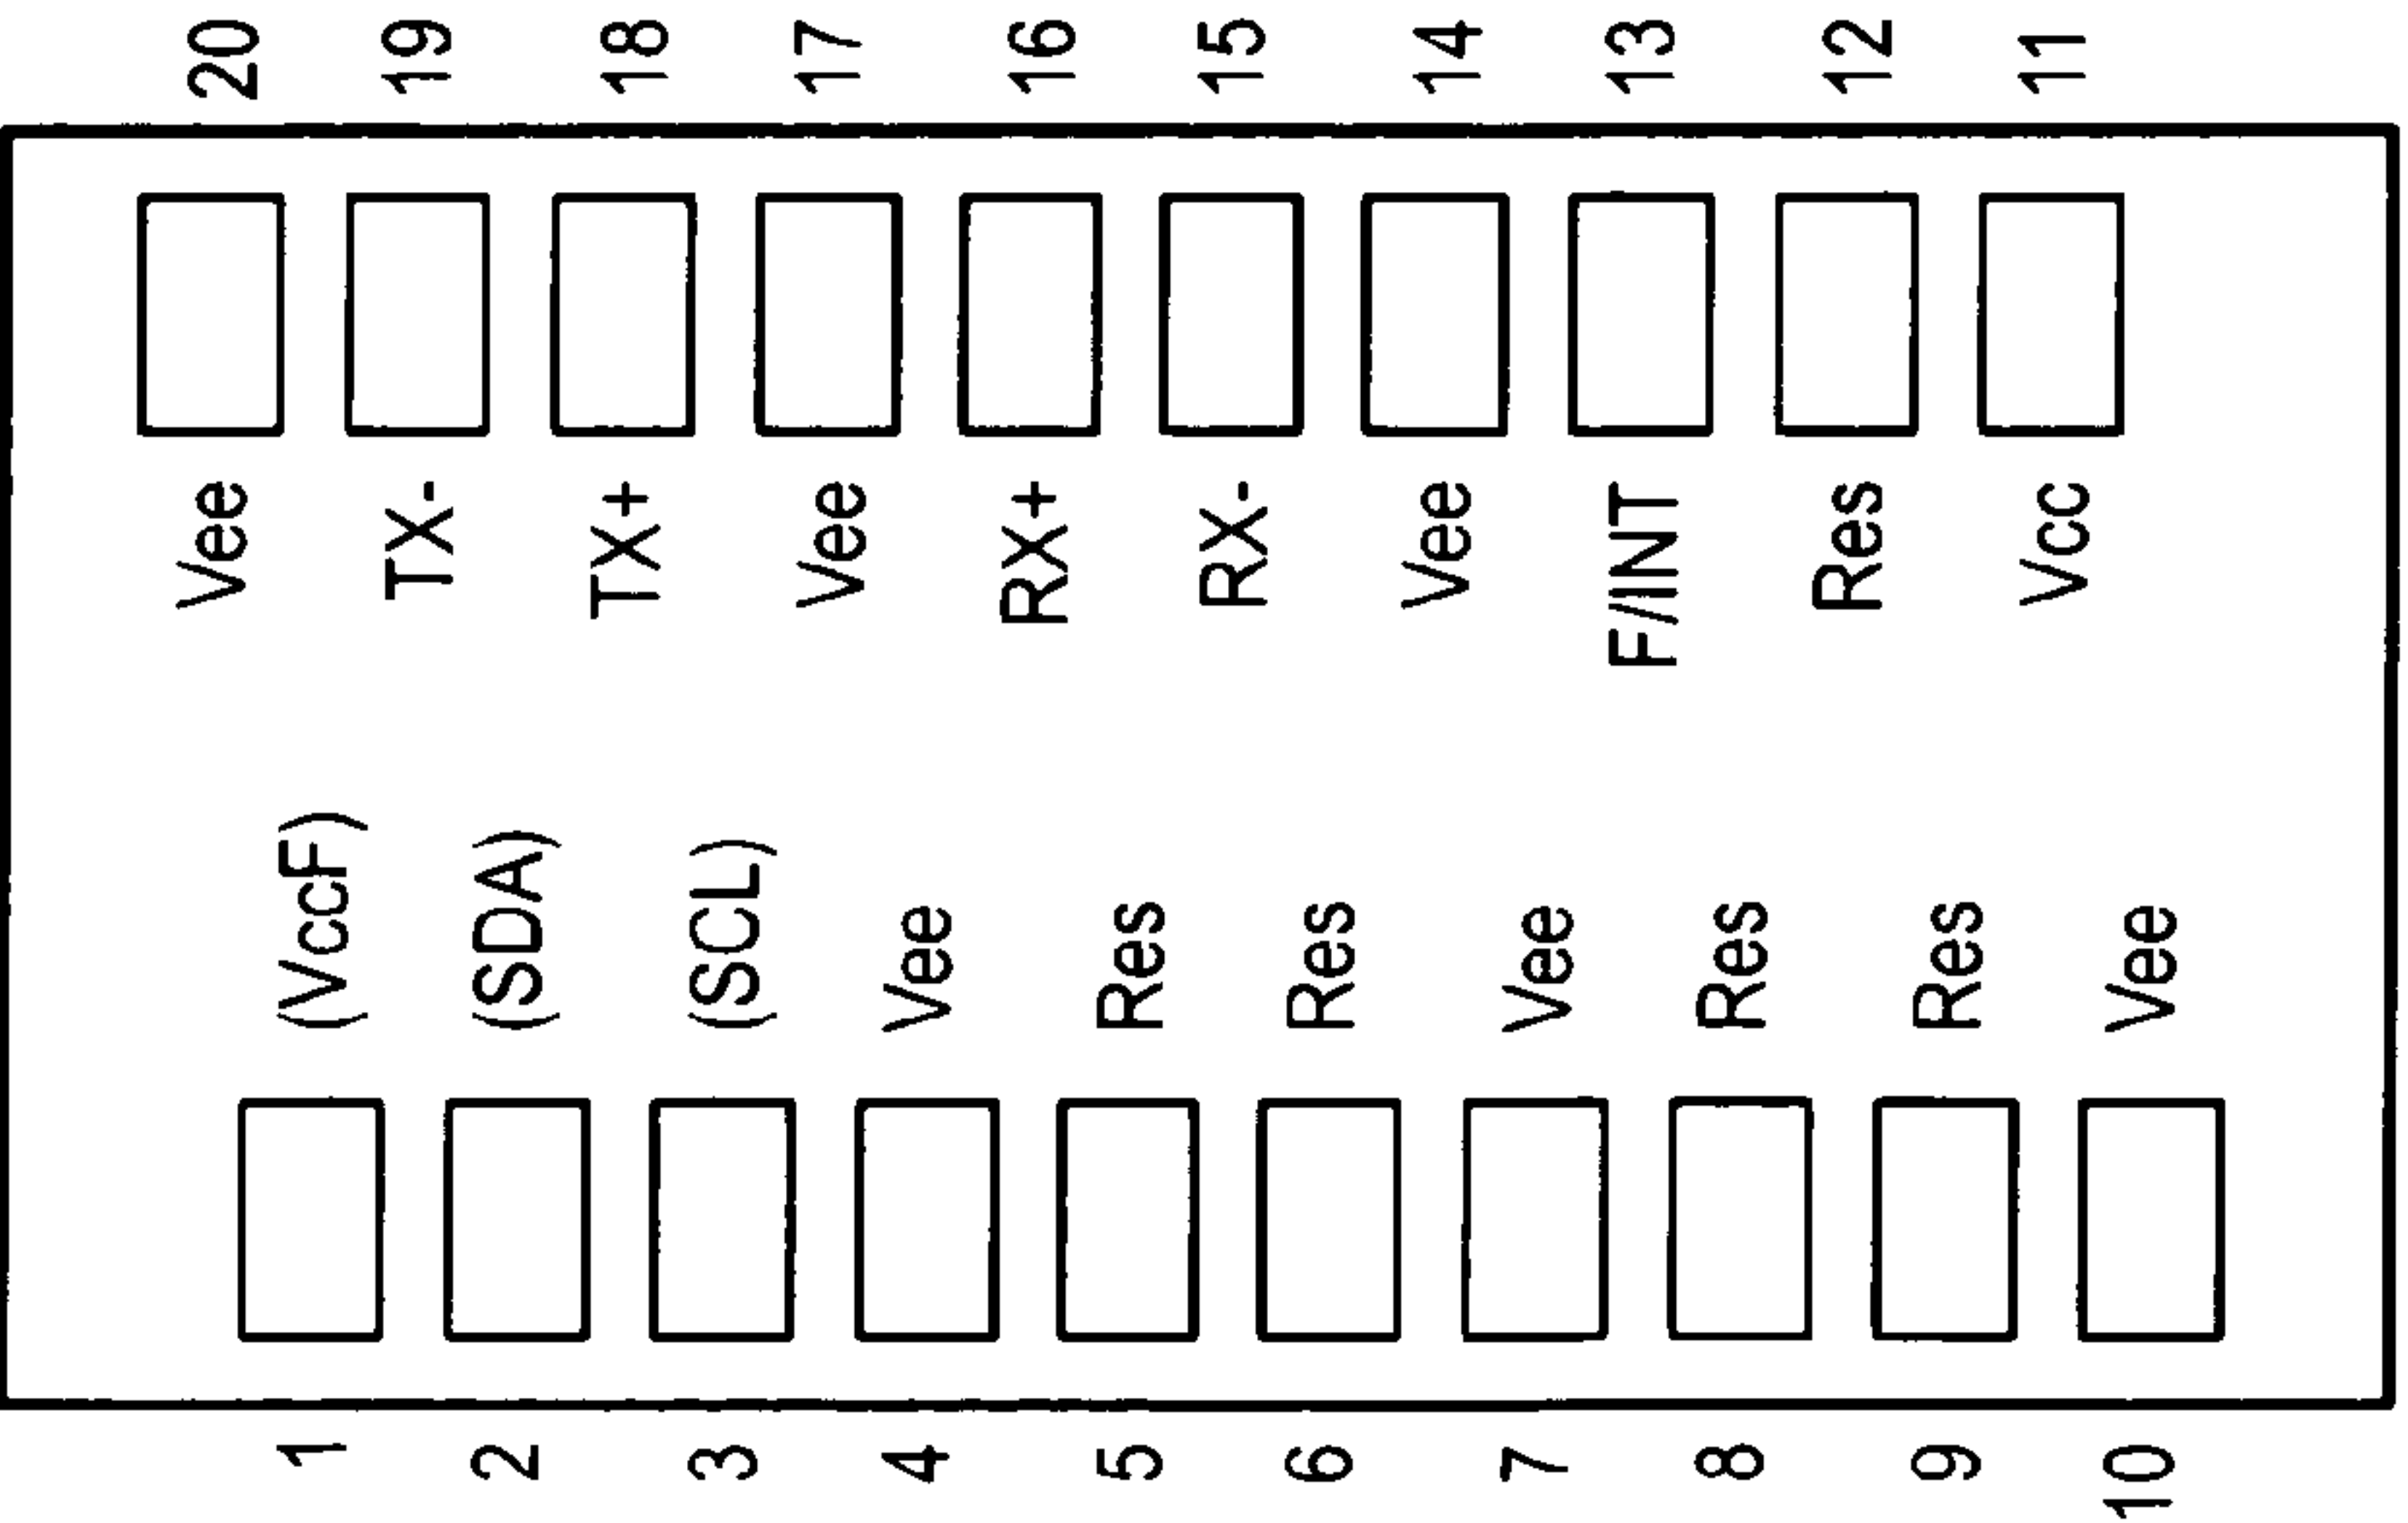 20 19 18 17 16 15 14 13 12 11
Vee TX- TX+ Vee RX+ RX- Vee F/INT Res Vcc
(VccF) (SDA) (SCL) Vee Res Res Vee Res Res Vee
1 2 3 4 5 6 7 8 9 10